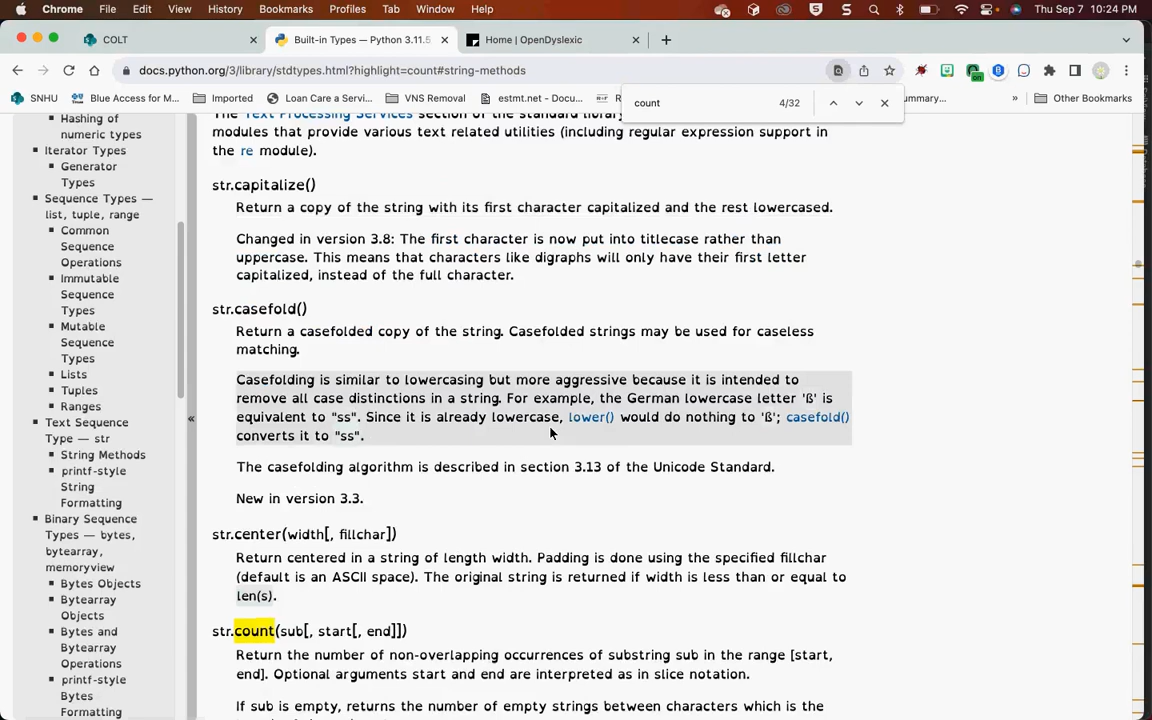 Chrome File Edit View History Bookmarks Profiles Tab Window Help Thu Sep 7 10:24 PM
COLT
Built-in Types — Python 3.11.5
Home | OpenDyslexic
docs.python.org/3/library/stdtypes.html?highlight=count#string-methods
on
SNHU
Blue Access for Me...
Imported
Loan Care a Servi...
VNS Removal
estmt.net - Docu...
ummary...
»
Other Bookmarks
count 4/32
Hashing of
numeric types
Iterator Types
Generator
Types
Sequence Types —
list, tuple, range
Common
Sequence
Operations
Immutable
Sequence
Types
Mutable
Sequence
Types
Lists
Tuples
Ranges
Text Sequence
Type — str
String Methods
printf-style
String
Formatting
Binary Sequence
Types — bytes,
bytearray,
memoryview
Bytes Objects
Bytearray
Objects
Bytes and
Bytearray
Operations
printf-style
Bytes
Formatting
«
The Text Processing Services section of the standard library
modules that provide various text related utilities (including regular expression support in
the re module).
str.capitalize()
Return a copy of the string with its first character capitalized and the rest lowercased.
Changed in version 3.8: The first character is now put into titlecase rather than
uppercase. This means that characters like digraphs will only have their first letter
capitalized, instead of the full character.
str.casefold()
Return a casefolded copy of the string. Casefolded strings may be used for caseless
matching.
Casefolding is similar to lowercasing but more aggressive because it is intended to
remove all case distinctions in a string. For example, the German lowercase letter 'ß' is
equivalent to "ss". Since it is already lowercase, lower() would do nothing to 'ß'; casefold()
converts it to "ss".
The casefolding algorithm is described in section 3.13 of the Unicode Standard.
New in version 3.3.
str.center(width[, fillchar])
Return centered in a string of length width. Padding is done using the specified fillchar
(default is an ASCII space). The original string is returned if width is less than or equal to
len(s).
str.count(sub[, start[, end]])
Return the number of non-overlapping occurrences of substring sub in the range [start,
end]. Optional arguments start and end are interpreted as in slice notation.
If sub is empty, returns the number of empty strings between characters which is the